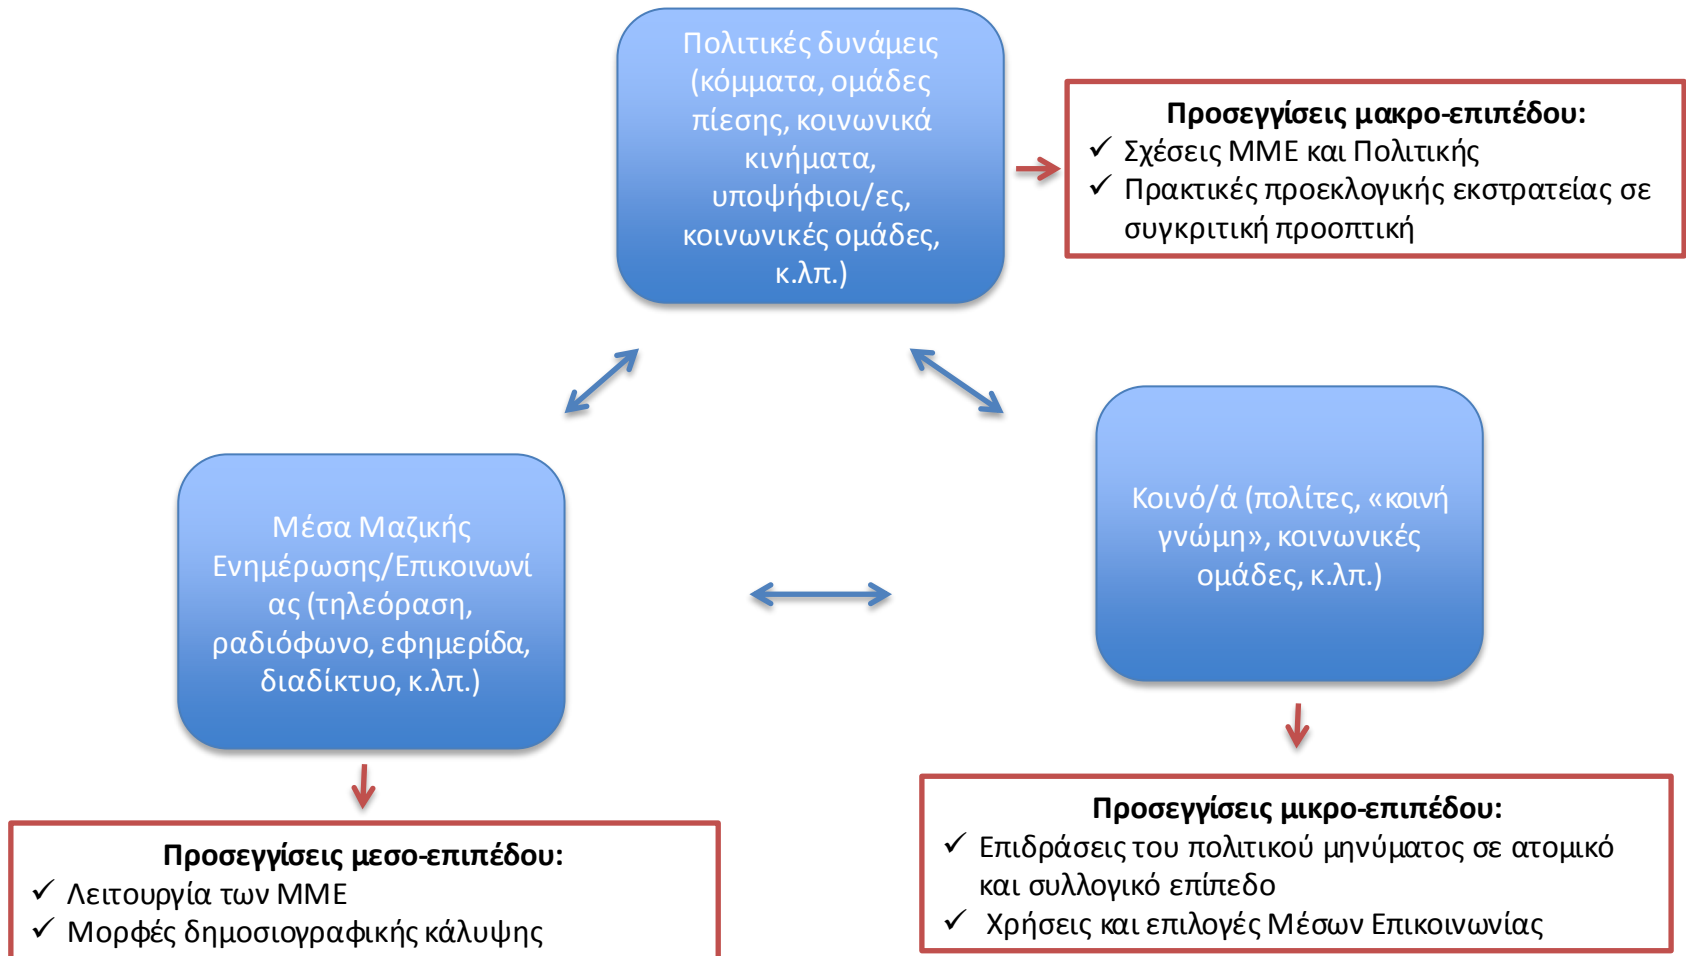 Πολιτικές δυνάμεις
(κόμματα, ομάδες
πίεσης, κοινωνικά
κινήματα,
υποψήφιοι/ες,
κοινωνικές ομάδες,
κ.λπ.)
Προσεγγίσεις μακρο-επιπέδου:
✓ Σχέσεις ΜΜΕ και Πολιτικής
✓ Πρακτικές προεκλογικής εκστρατείας σε
συγκριτική προοπτική
Μέσα Μαζικής
Ενημέρωσης/Επικοινωνί
ας (τηλεόραση,
ραδιόφωνο, εφημερίδα,
διαδίκτυο, κ.λπ.)
Κοινό/ά (πολίτες, «κοινή
γνώμη», κοινωνικές
ομάδες, κ.λπ.)
Προσεγγίσεις μεσο-επιπέδου:
✓ Λειτουργία των ΜΜΕ
✓ Μορφές δημοσιογραφικής κάλυψης
Προσεγγίσεις μικρο-επιπέδου:
✓ Επιδράσεις του πολιτικού μηνύματος σε ατομικό
και συλλογικό επίπεδο
✓ Χρήσεις και επιλογές Μέσων Επικοινωνίας